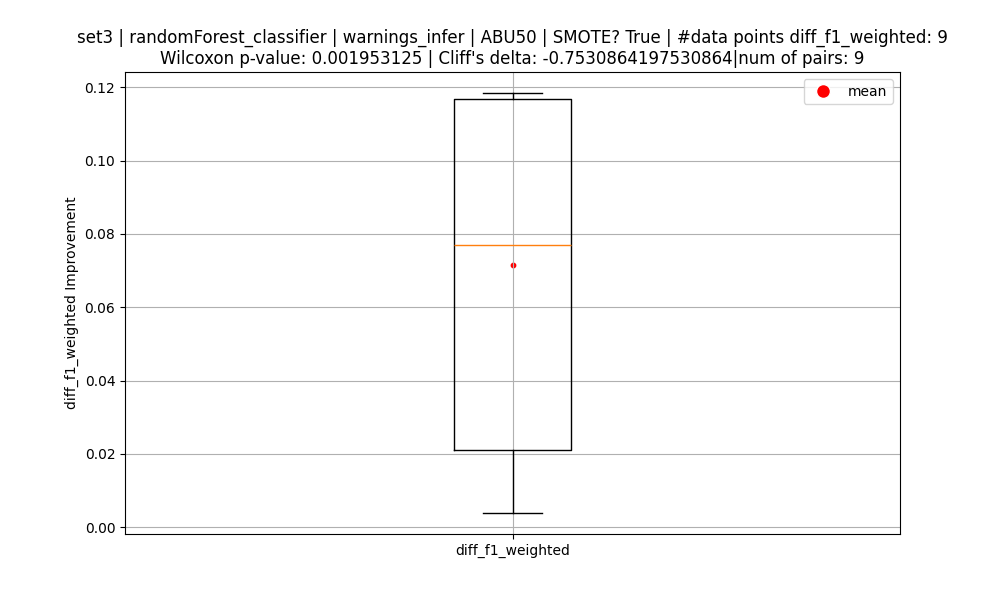 set3 | randomForest_classifier | warnings_infer | ABU50 | SMOTE? True | #data points diff_f1_weighted: 9
Wilcoxon p-value: 0.001953125 | Cliff's delta: -0.7530864197530864|num of pairs: 9
mean
0.12
0.10
0.08
0.06
0.04
0.02
0.00
diff_f1_weighted Improvement
diff_f1_weighted